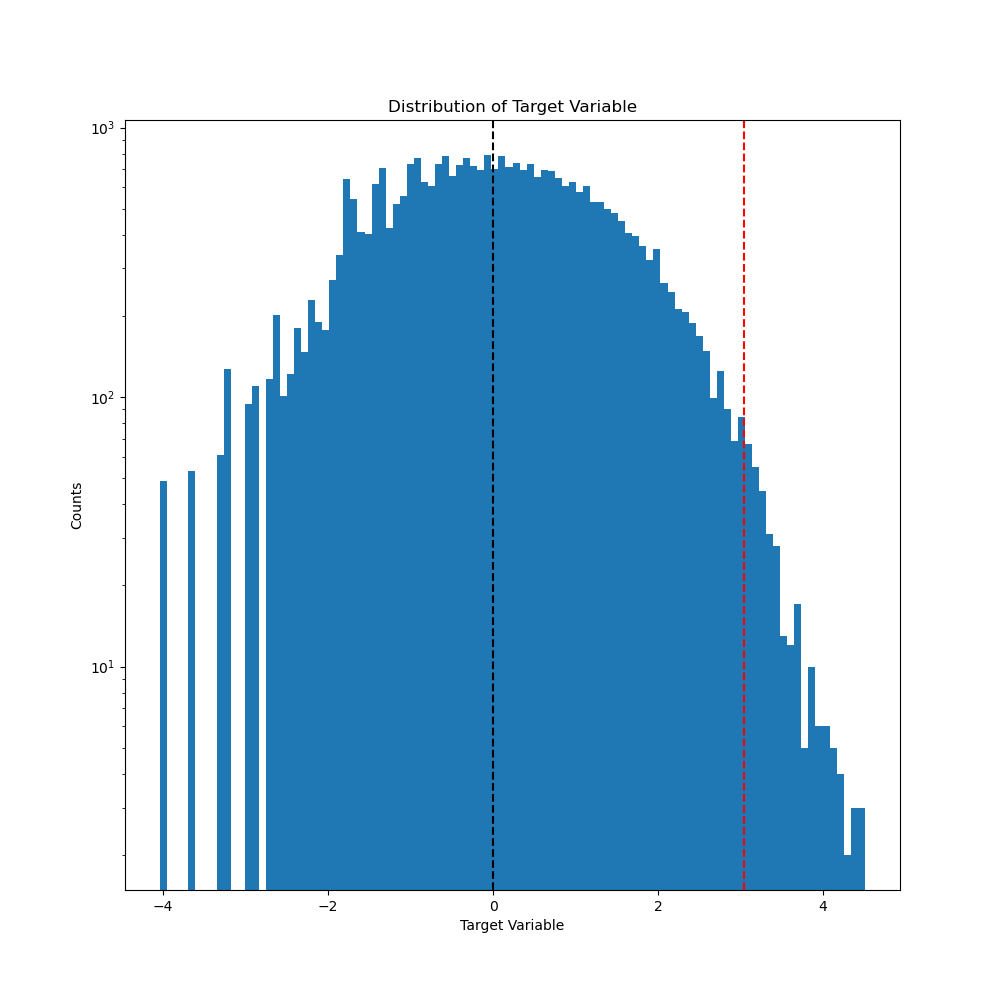 Distribution of Target Variable
10³
10²
10¹
Counts
−4
−2
0
2
4
Target Variable